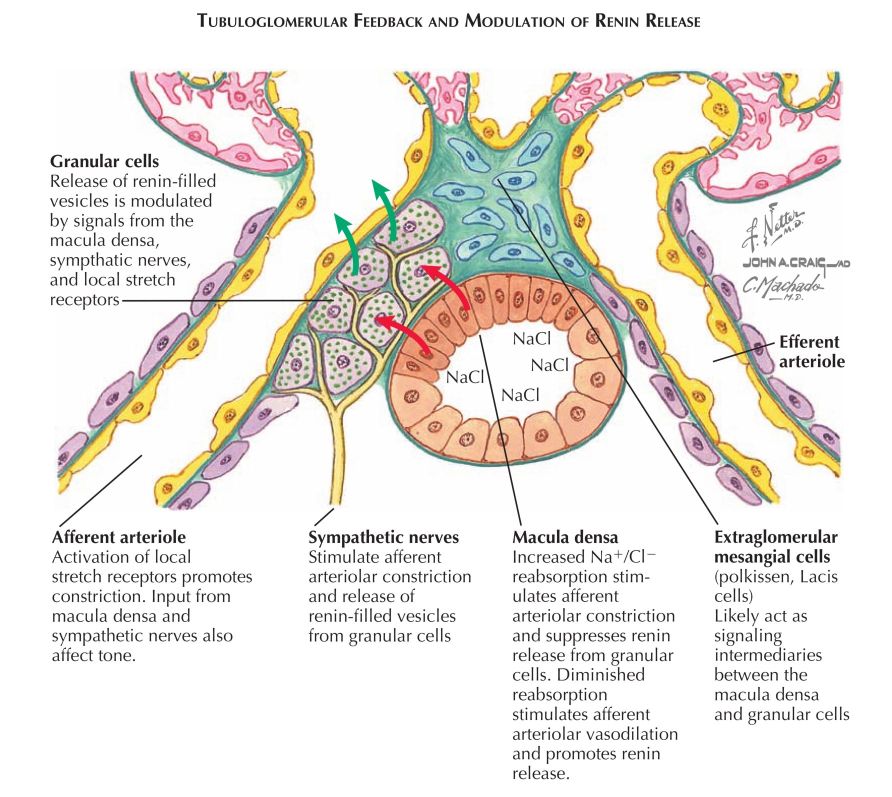 TUBULOGLOMERULAR FEEDBACK AND MODULATION OF RENIN RELEASE
Granular cells
Release of renin-filled
vesicles is modulated
by signals from the
macula densa,
sympthatic nerves,
and local stretch
receptors
f. Netter
M.D.
JOHN A. CRAIG MD
C. Machado
M.D.
Efferent
arteriole
NaCl
NaCl
NaCl
NaCl
Afferent arteriole
Activation of local
stretch receptors promotes
constriction. Input from
macula densa and
sympathetic nerves also
affect tone.
Sympathetic nerves
Stimulate afferent
arteriolar constriction
and release of
renin-filled vesicles
from granular cells
Macula densa
Increased Na+/Cl−
reabsorption stim-
ulates afferent
arteriolar constriction
and suppresses renin
release from granular
cells. Diminished
reabsorption
stimulates afferent
arteriolar vasodilation
and promotes renin
release.
Extraglomerular
mesangial cells
(polkissen, Lacis
cells)
Likely act as
signaling
intermediaries
between the
macula densa
and granular cells